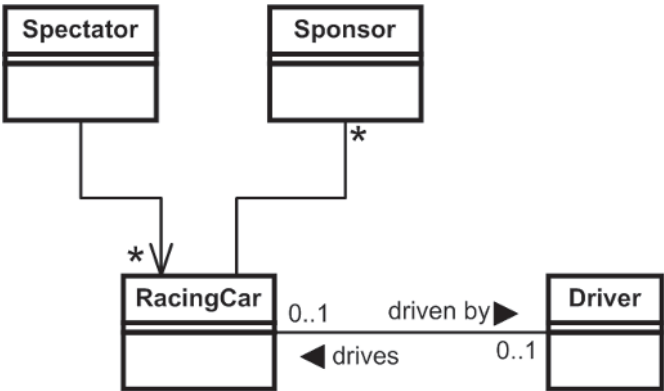 Spectator
Sponsor
*
*
RacingCar
0..1
driven by
Driver
drives
0..1